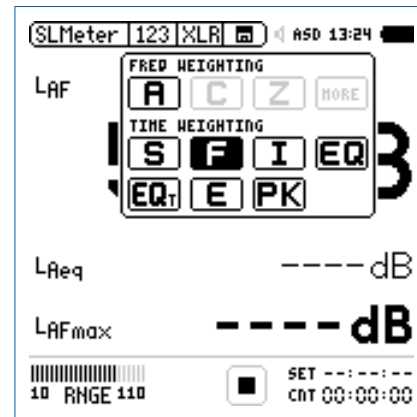 SLMeter 123 XLR ASD 13:24
LAF
FREQ WEIGHTING
A C Z MORE
TIME WEIGHTING
S F I EQ
EQT E PK
LAeq ----dB
LAFmax ----dB
10 RNGE 110
SET --:--:--
CNT 00:00:00